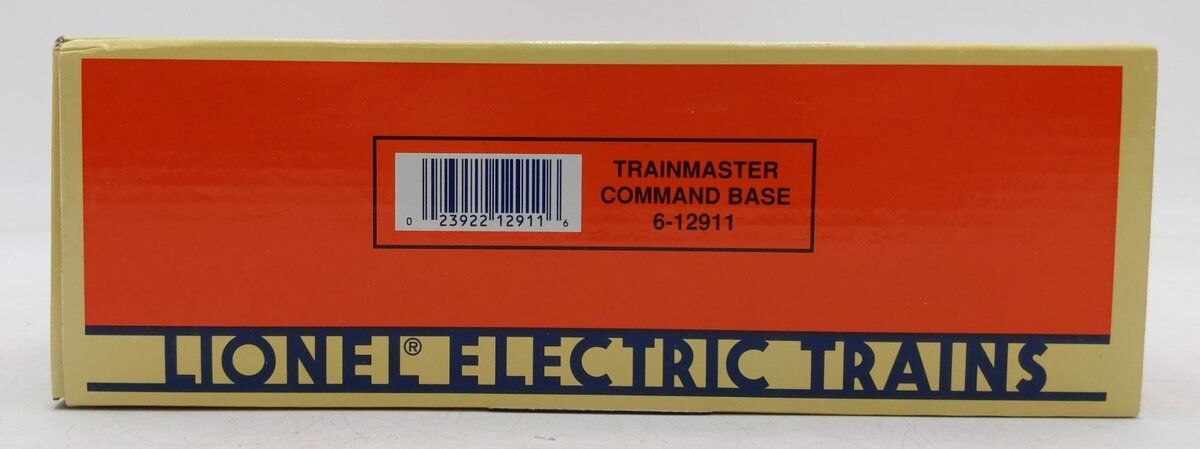 TRAINMASTER
COMMAND BASE
6-12911
0 23922 12911 6
LIONEL® ELECTRIC TRAINS